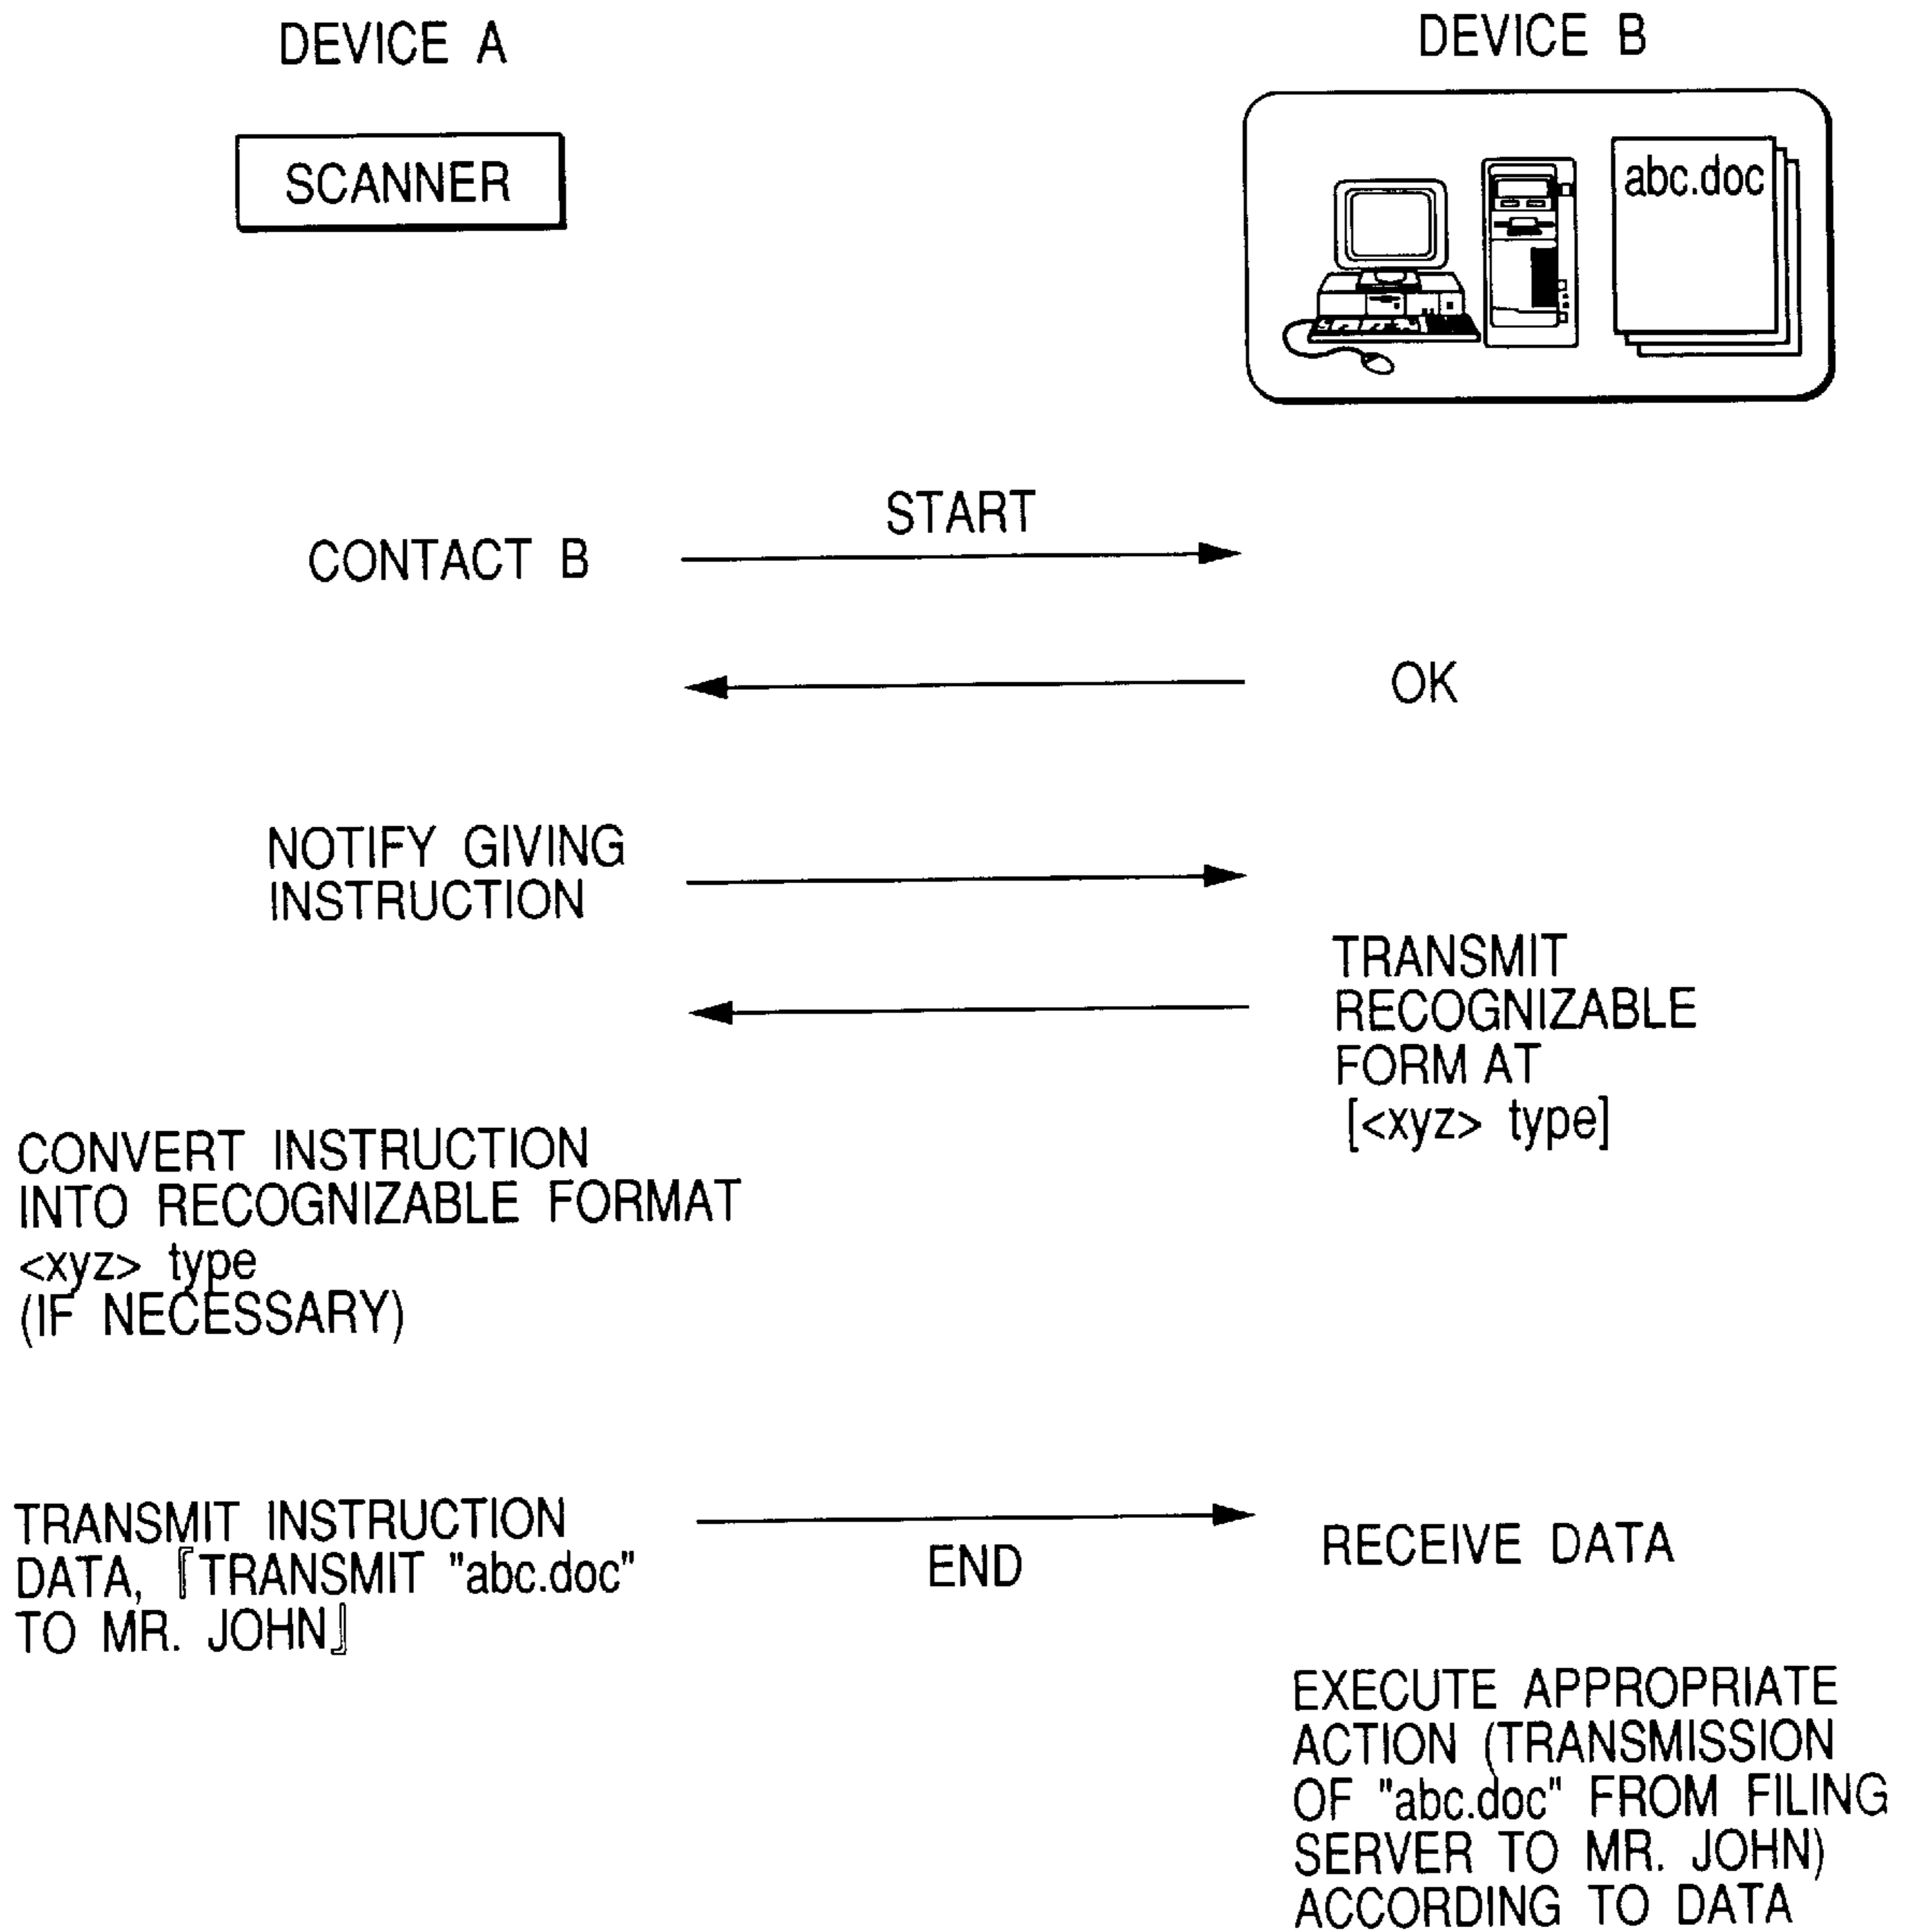 DEVICE A
DEVICE B
SCANNER
abc.doc
START
CONTACT B
OK
NOTIFY GIVING
INSTRUCTION
TRANSMIT
RECOGNIZABLE
FORM AT
[<xyz> type]
CONVERT INSTRUCTION
INTO RECOGNIZABLE FORMAT
<xyz> type
(IF NECESSARY)
TRANSMIT INSTRUCTION
DATA,『TRANSMIT "abc.doc"
TO MR. JOHN』
END
RECEIVE DATA
EXECUTE APPROPRIATE
ACTION (TRANSMISSION
OF "abc.doc" FROM FILING
SERVER TO MR. JOHN)
ACCORDING TO DATA